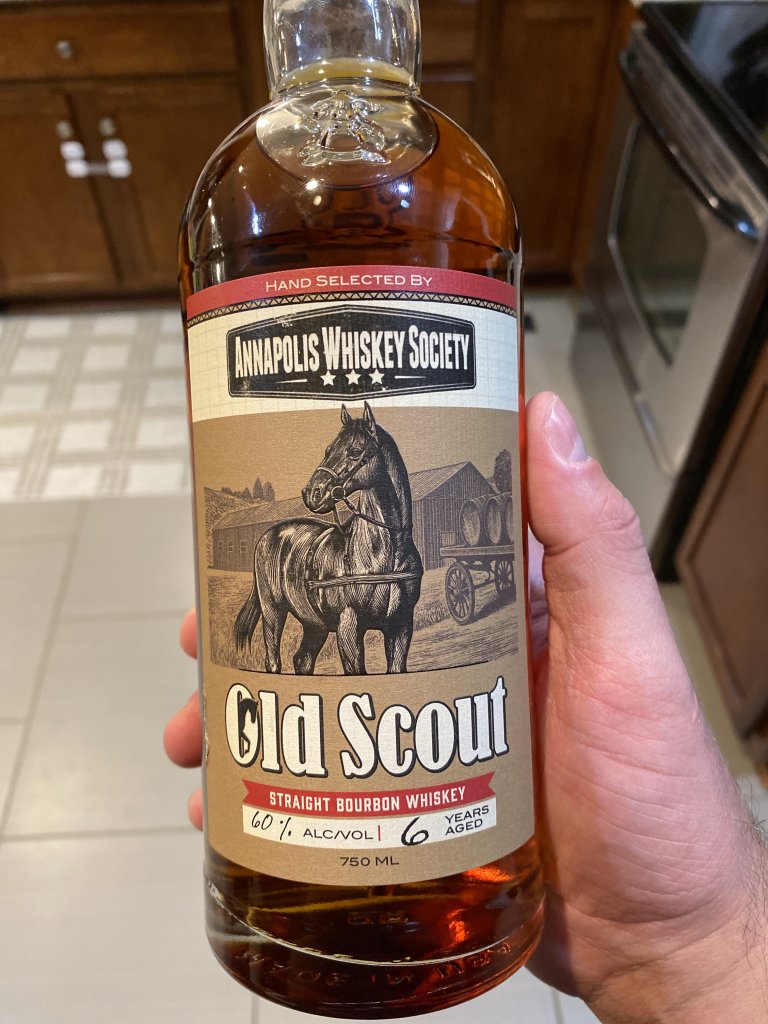 HAND SELECTED BY
ANNAPOLIS WHISKEY SOCIETY
Old Scout
STRAIGHT BOURBON WHISKEY
60% ALC/VOL | 6 YEARS AGED
750 ML